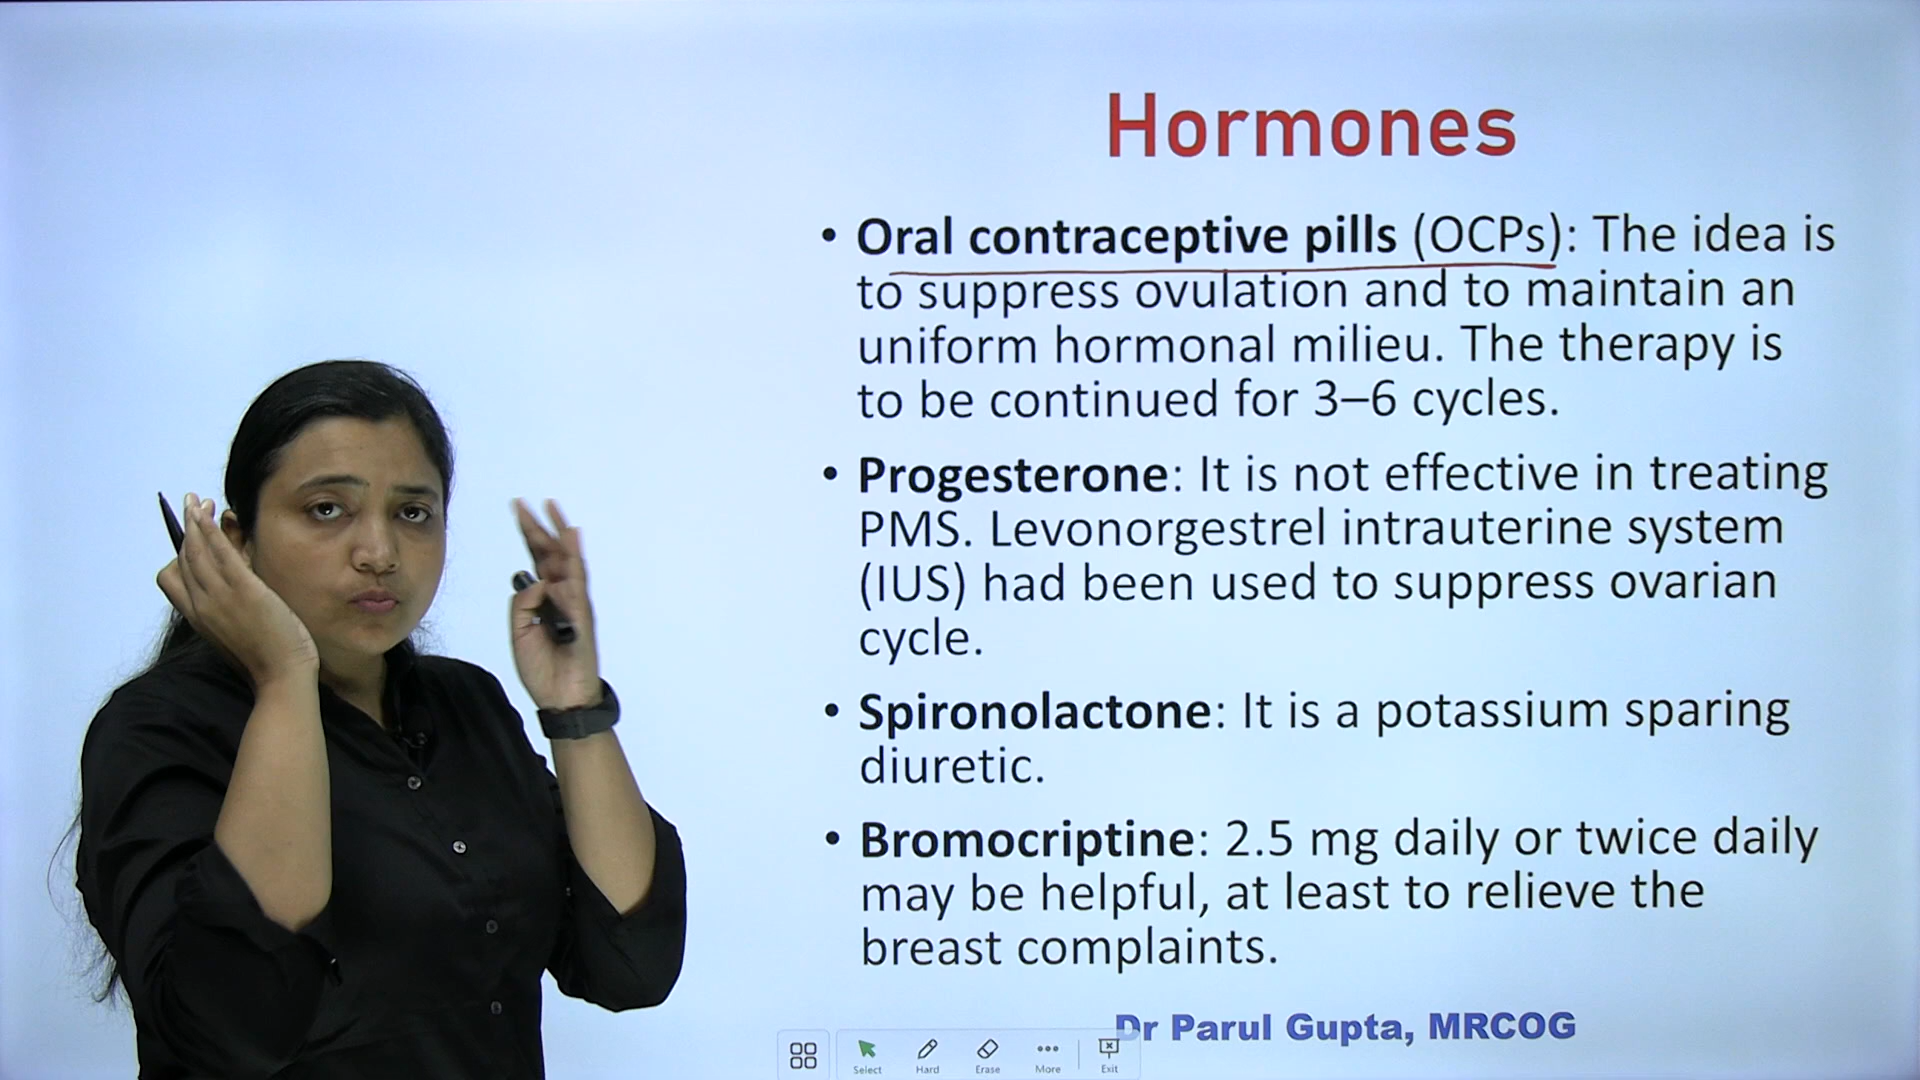 Hormones
• Oral contraceptive pills (OCPs): The idea is
to suppress ovulation and to maintain an
uniform hormonal milieu. The therapy is
to be continued for 3–6 cycles.
• Progesterone: It is not effective in treating
PMS. Levonorgestrel intrauterine system
(IUS) had been used to suppress ovarian
cycle.
• Spironolactone: It is a potassium sparing
diuretic.
• Bromocriptine: 2.5 mg daily or twice daily
may be helpful, at least to relieve the
breast complaints.
Dr Parul Gupta, MRCOG
Select Hard Erase More Exit